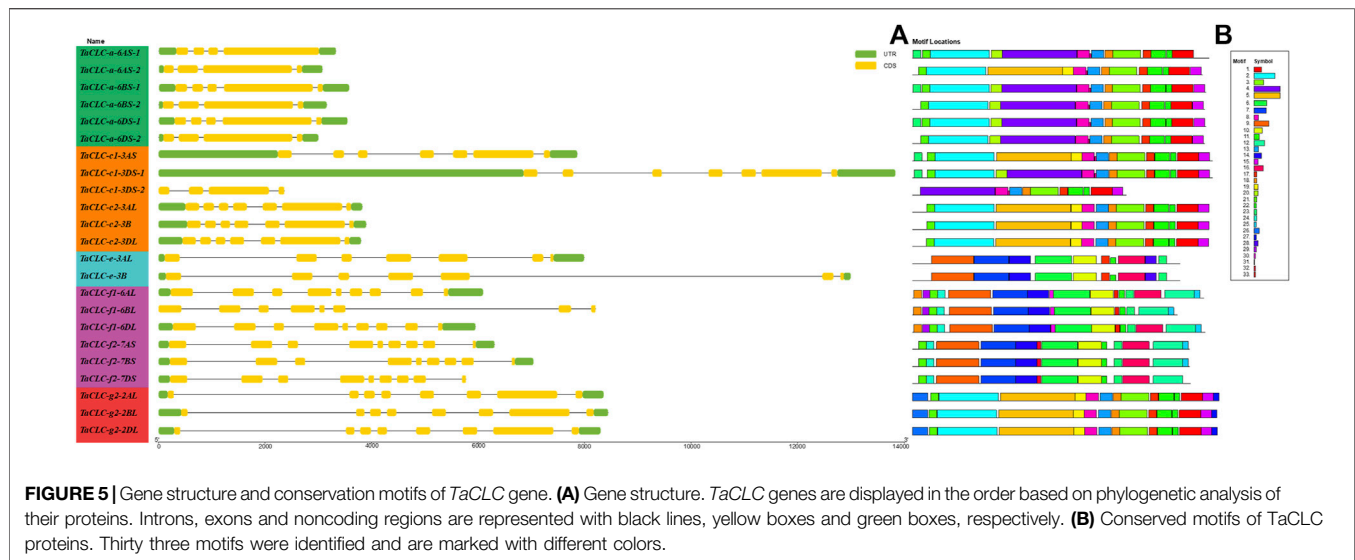 Name
TaCLC-a-6AS-1
TaCLC-a-6AS-2
TaCLC-a-6BS-1
TaCLC-a-6BS-2
TaCLC-a-6DS-1
TaCLC-a-6DS-2
TaCLC-c1-3AS
TaCLC-c1-3DS-1
TaCLC-c1-3DS-2
TaCLC-c2-3AL
TaCLC-c2-3B
TaCLC-c2-3DL
TaCLC-e-3AL
TaCLC-e-3B
TaCLC-f1-6AL
TaCLC-f1-6BL
TaCLC-f1-6DL
TaCLC-f2-7AS
TaCLC-f2-7BS
TaCLC-f2-7DS
TaCLC-g2-2AL
TaCLC-g2-2BL
TaCLC-g2-2DL
0 2000 4000 6000 8000 10000 12000 14000
A
UTR
CDS
Motif Locations
B
Motif Symbol
1.
2.
3.
4.
5.
6.
7.
8.
9.
10.
11.
12.
13.
14.
15.
16.
17.
18.
19.
20.
21.
22.
23.
24.
25.
26.
27.
28.
29.
30.
31.
32.
33.
FIGURE 5 | Gene structure and conservation motifs of TaCLC gene. (A) Gene structure. TaCLC genes are displayed in the order based on phylogenetic analysis of
their proteins. Introns, exons and noncoding regions are represented with black lines, yellow boxes and green boxes, respectively. (B) Conserved motifs of TaCLC
proteins. Thirty three motifs were identified and are marked with different colors.